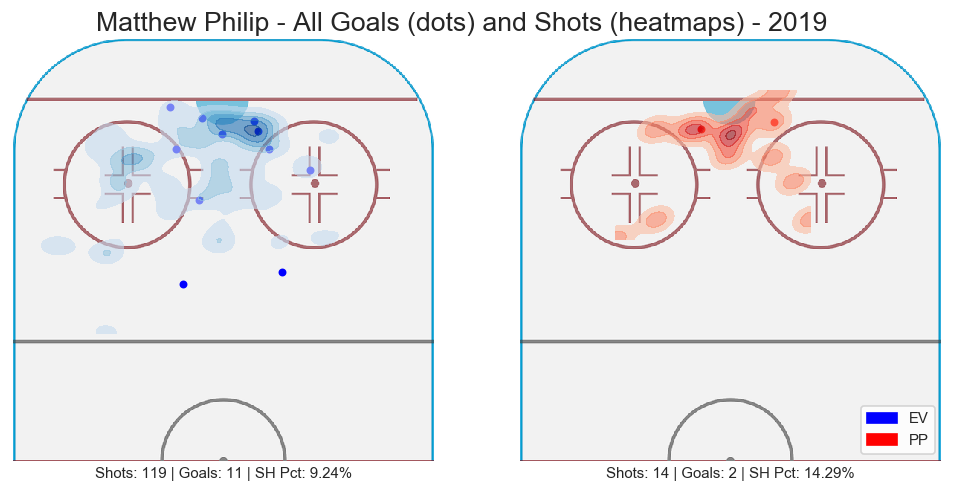 Matthew Philip - All Goals (dots) and Shots (heatmaps) - 2019
EV
PP
Shots: 119 | Goals: 11 | SH Pct: 9.24%
Shots: 14 | Goals: 2 | SH Pct: 14.29%